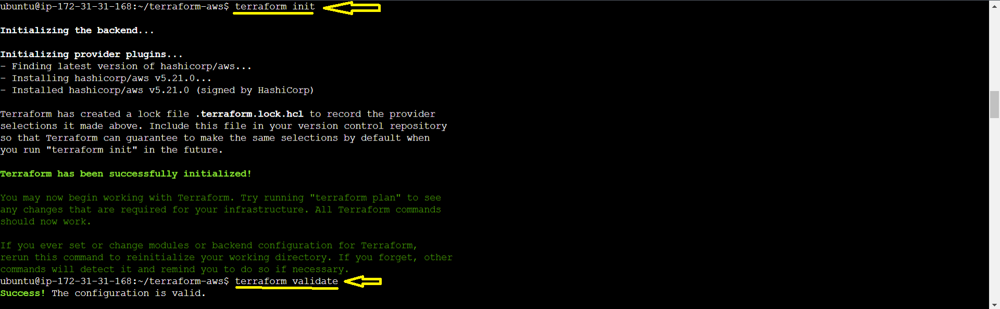 ubuntu@ip-172-31-31-168:~/terraform-aws$ terraform init
Initializing the backend...
Initializing provider plugins...
- Finding latest version of hashicorp/aws...
- Installing hashicorp/aws v5.21.0...
- Installed hashicorp/aws v5.21.0 (signed by HashiCorp)
Terraform has created a lock file .terraform.lock.hcl to record the provider
selections it made above. Include this file in your version control repository
so that Terraform can guarantee to make the same selections by default when
you run "terraform init" in the future.
Terraform has been successfully initialized!
You may now begin working with Terraform. Try running "terraform plan" to see
any changes that are required for your infrastructure. All Terraform commands
should now work.
If you ever set or change modules or backend configuration for Terraform,
rerun this command to reinitialize your working directory. If you forget, other
commands will detect it and remind you to do so if necessary.
ubuntu@ip-172-31-31-168:~/terraform-aws$ terraform validate
Success! The configuration is valid.